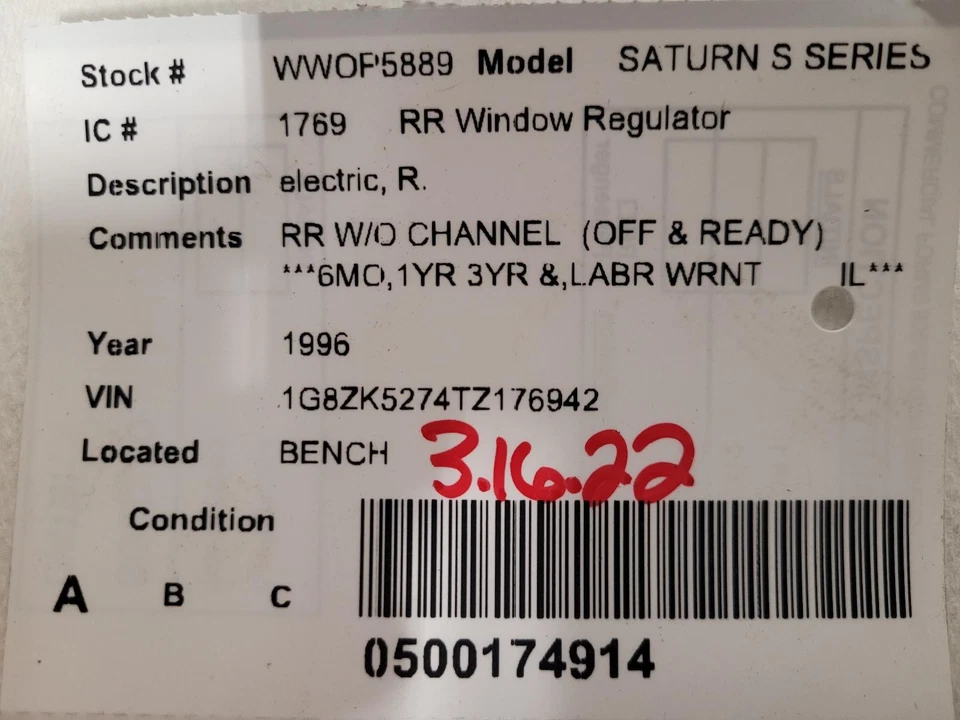 Stock # WWOP5889 Model SATURN S SERIES
IC # 1769 RR Window Regulator
Description electric, R.
Comments RR W/O CHANNEL (OFF & READY)
***6MO,1YR 3YR &,LABR WRNT IL***
Year 1996
VIN 1G8ZK5274TZ176942
Located BENCH 3.16.22
Condition
A B C
0500174914